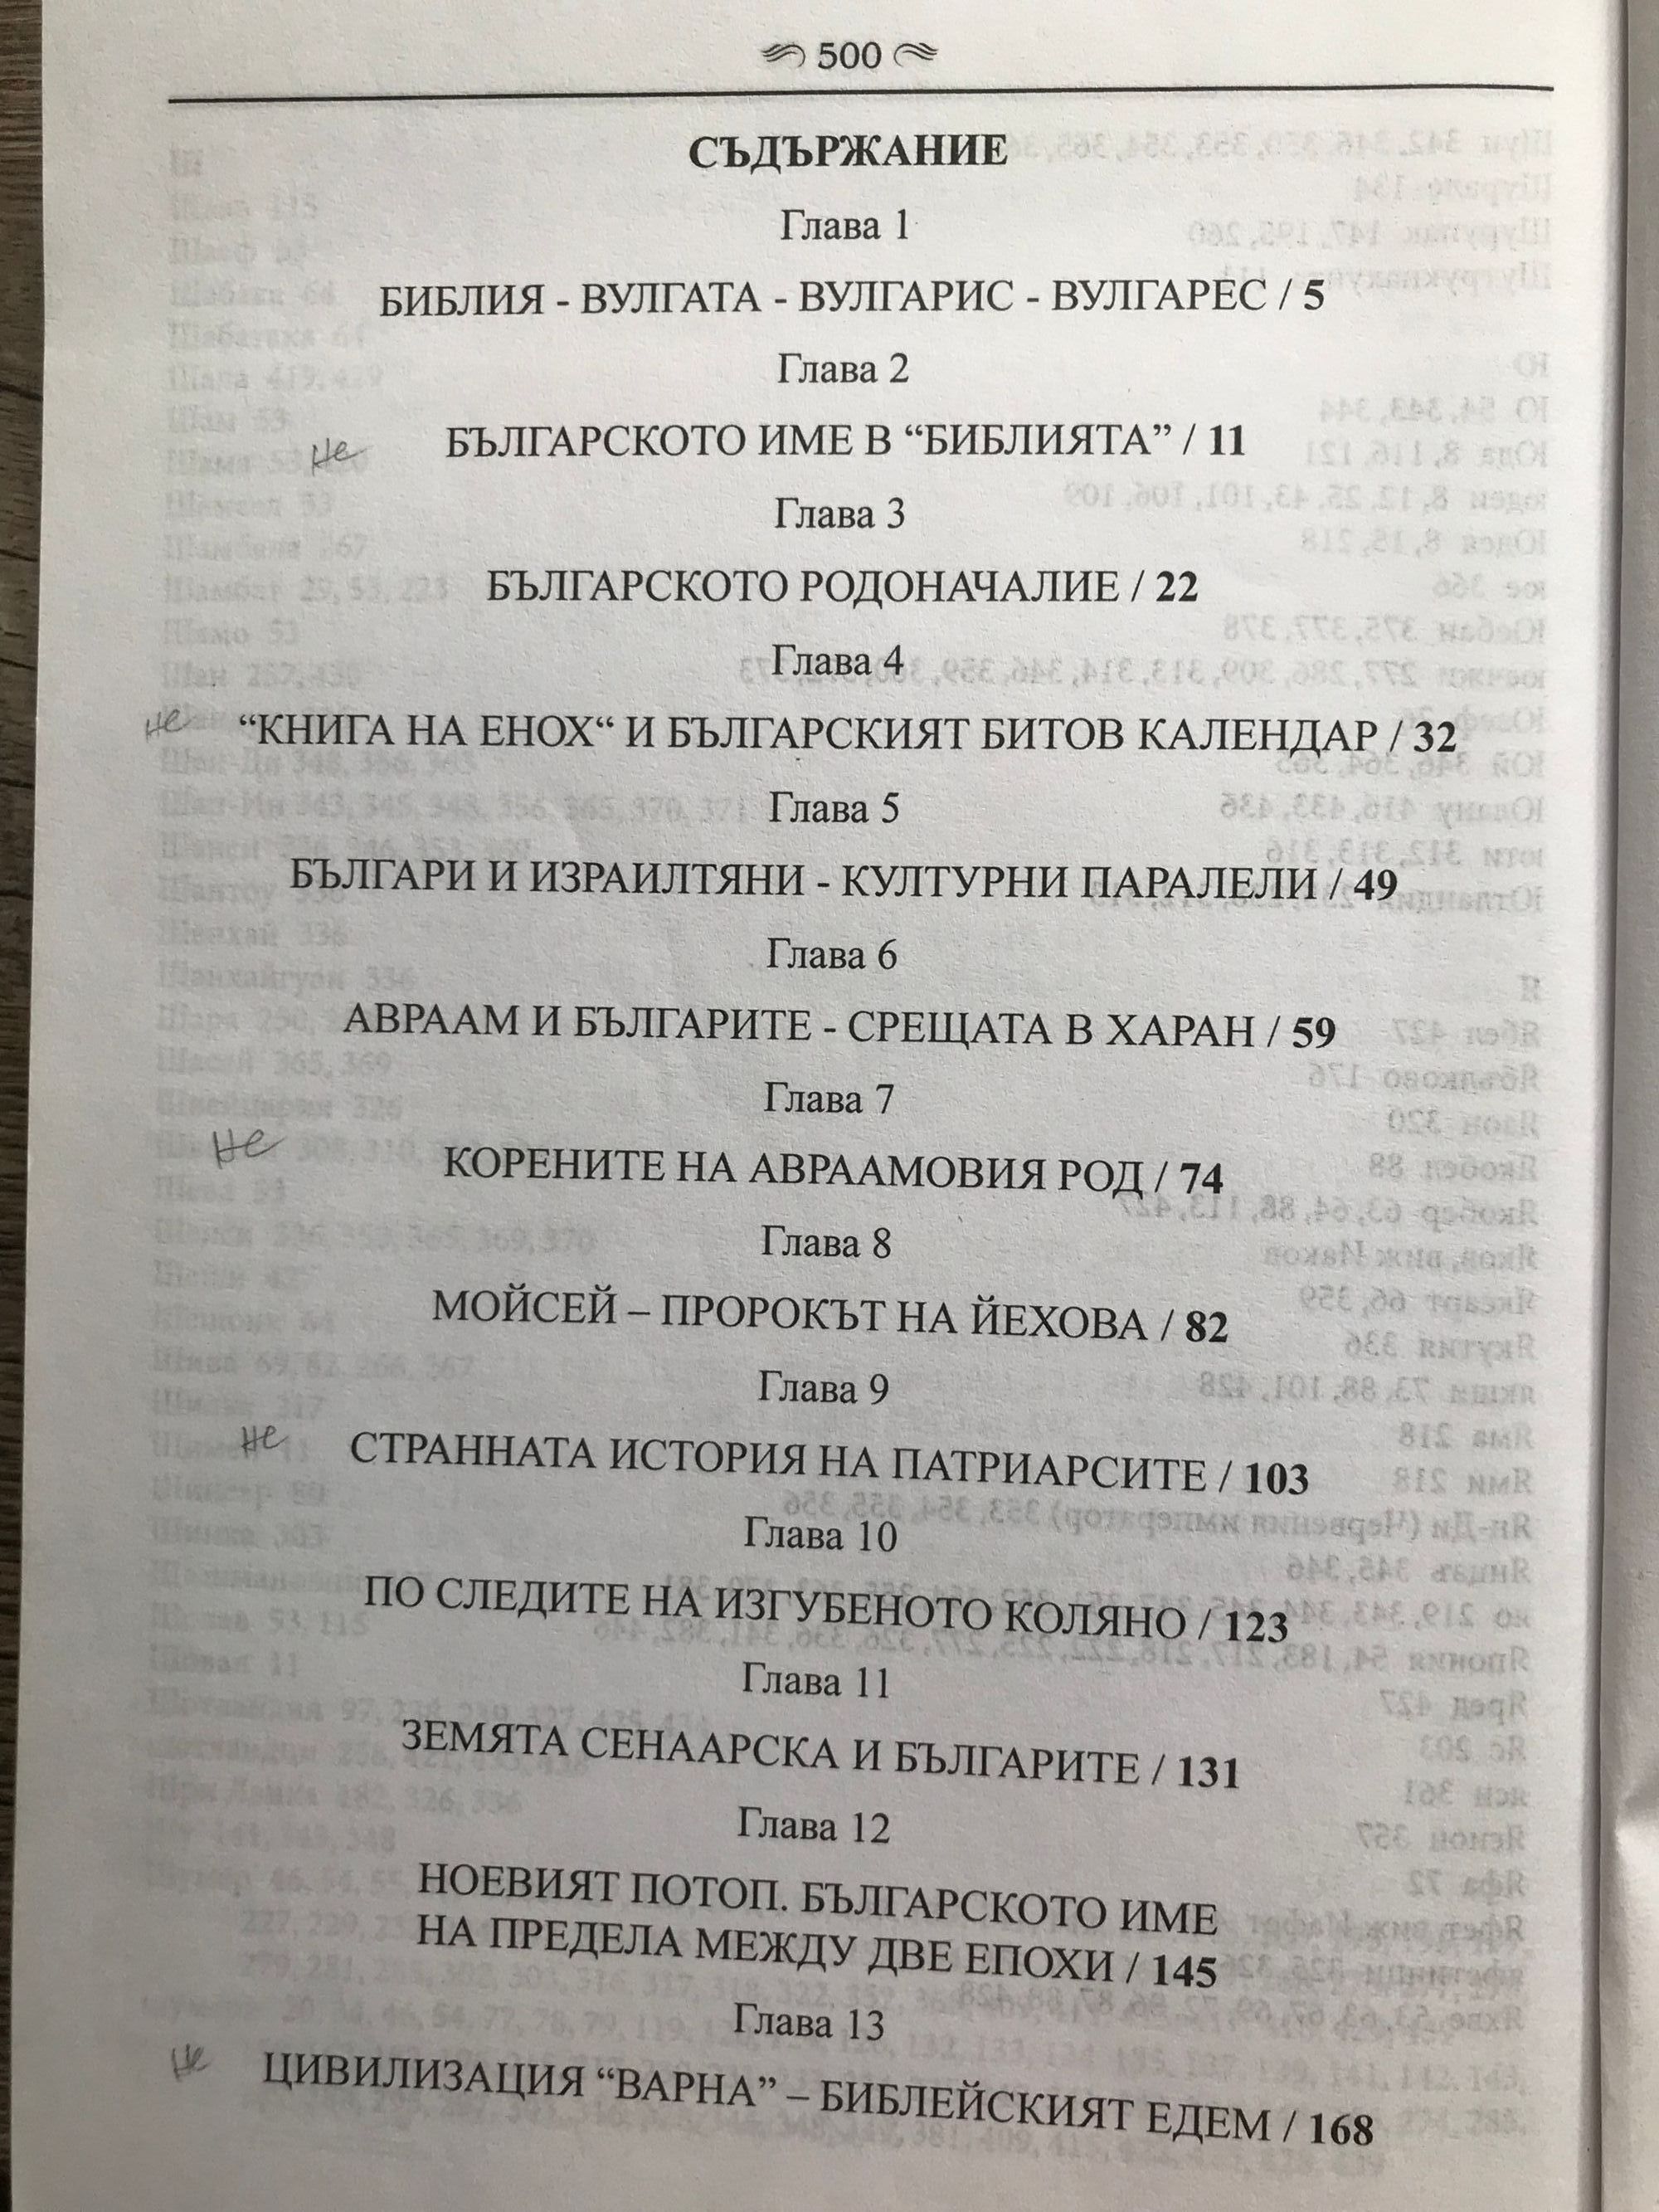 500
СЪДЪРЖАНИЕ
Глава 1
БИБЛИЯ - ВУЛГАТА - ВУЛГАРИС - ВУЛГАРЕС / 5
Глава 2
не БЪЛГАРСКОТО ИМЕ В “БИБЛИЯТА” / 11
Глава 3
БЪЛГАРСКОТО РОДОНАЧАЛИЕ / 22
Глава 4
не “КНИГА НА ЕНОХ“ И БЪЛГАРСКИЯТ БИТОВ КАЛЕНДАР / 32
Глава 5
БЪЛГАРИ И ИЗРАИЛТЯНИ - КУЛТУРНИ ПАРАЛЕЛИ / 49
Глава 6
АВРААМ И БЪЛГАРИТЕ - СРЕЩАТА В ХАРАН / 59
Глава 7
не КОРЕНИТЕ НА АВРААМОВИЯ РОД / 74
Глава 8
МОЙСЕЙ – ПРОРОКЪТ НА ЙЕХОВА / 82
Глава 9
не СТРАННАТА ИСТОРИЯ НА ПАТРИАРСИТЕ / 103
Глава 10
ПО СЛЕДИТЕ НА ИЗГУБЕНОТО КОЛЯНО / 123
Глава 11
ЗЕМЯТА СЕНААРСКА И БЪЛГАРИТЕ / 131
Глава 12
НОЕВИЯТ ПОТОП. БЪЛГАРСКОТО ИМЕ
НА ПРЕДЕЛА МЕЖДУ ДВЕ ЕПОХИ / 145
Глава 13
не ЦИВИЛИЗАЦИЯ “ВАРНА” – БИБЛЕЙСКИЯТ ЕДЕМ / 168